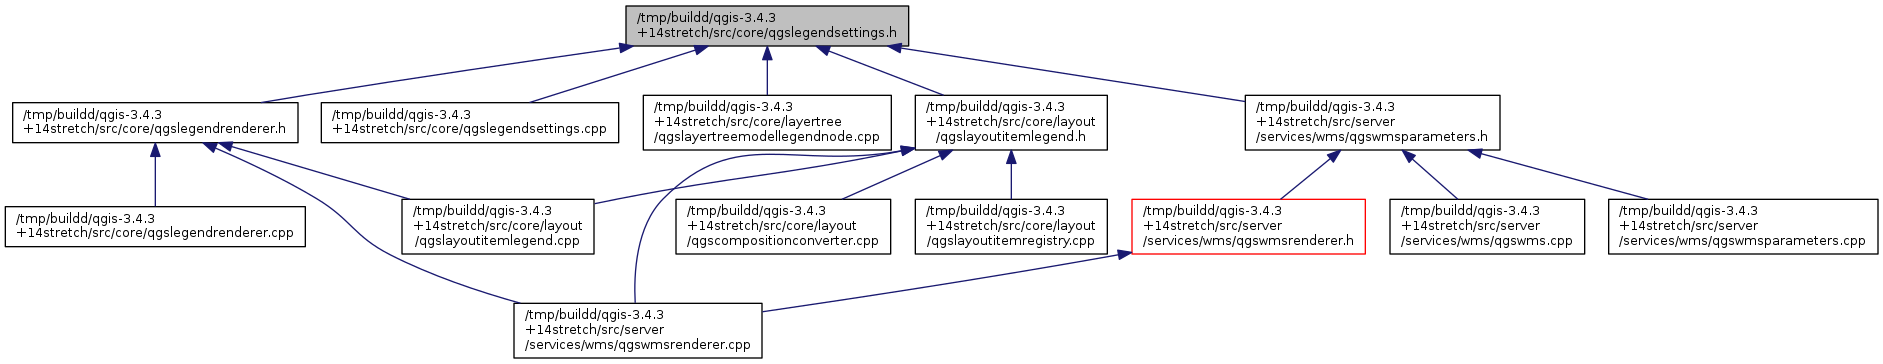 /tmp/buildd/qgis-3.4.3
+14stretch/src/core/qgslegendsettings.h
/tmp/buildd/qgis-3.4.3
+14stretch/src/core/qgslegendrenderer.h
/tmp/buildd/qgis-3.4.3
+14stretch/src/core/qgslegendsettings.cpp
/tmp/buildd/qgis-3.4.3
+14stretch/src/core/layertree
/qgslayertreemodellegendnode.cpp
/tmp/buildd/qgis-3.4.3
+14stretch/src/core/layout
/qgslayoutitemlegend.h
/tmp/buildd/qgis-3.4.3
+14stretch/src/server
/services/wms/qgswmsparameters.h
/tmp/buildd/qgis-3.4.3
+14stretch/src/core/qgslegendrenderer.cpp
/tmp/buildd/qgis-3.4.3
+14stretch/src/core/layout
/qgslayoutitemlegend.cpp
/tmp/buildd/qgis-3.4.3
+14stretch/src/core/layout
/qgscompositionconverter.cpp
/tmp/buildd/qgis-3.4.3
+14stretch/src/core/layout
/qgslayoutitemregistry.cpp
/tmp/buildd/qgis-3.4.3
+14stretch/src/server
/services/wms/qgswmsrenderer.h
/tmp/buildd/qgis-3.4.3
+14stretch/src/server
/services/wms/qgswms.cpp
/tmp/buildd/qgis-3.4.3
+14stretch/src/server
/services/wms/qgswmsparameters.cpp
/tmp/buildd/qgis-3.4.3
+14stretch/src/server
/services/wms/qgswmsrenderer.cpp